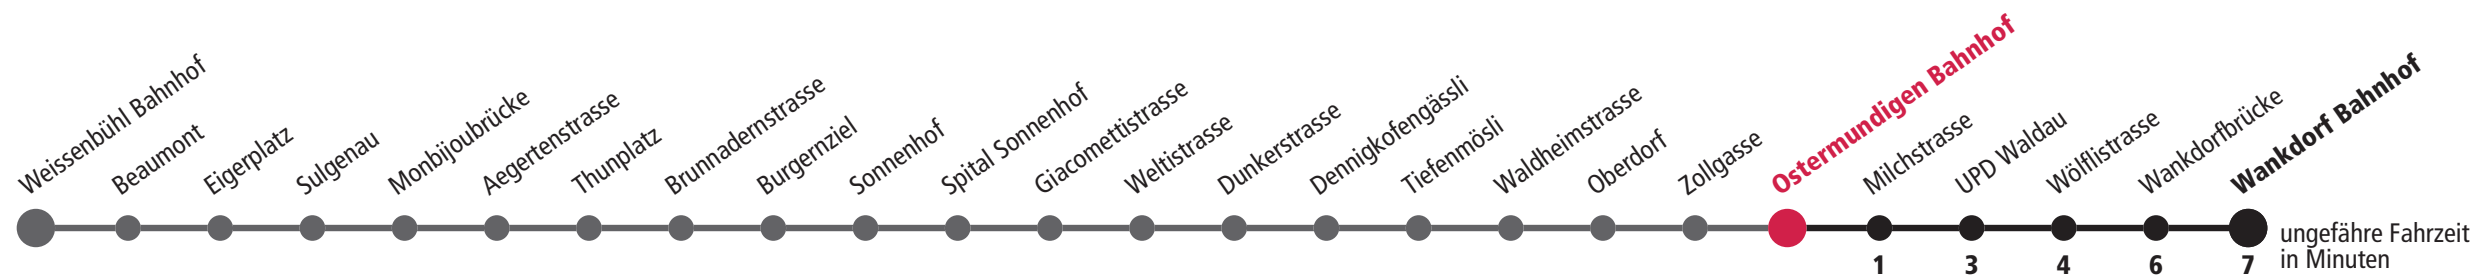 Weissenbühl Bahnhof
Beaumont
Eigerplatz
Sulgenau
Monbijoubrücke
Aegertenstrasse
Thunplatz
Brunnadernstrasse
Burgernziel
Sonnenhof
Spital Sonnenhof
Giacomettistrasse
Weltistrasse
Dunkerstrasse
Dennigkofengässli
Tiefenmösli
Waldheimstrasse
Oberdorf
Zollgasse
Ostermundigen Bahnhof
Milchstrasse
UPD Waldau
Wölflistrasse
Wankdorfbrücke
Wankdorf Bahnhof
1 3 4 6 7
ungefähre Fahrzeit
in Minuten